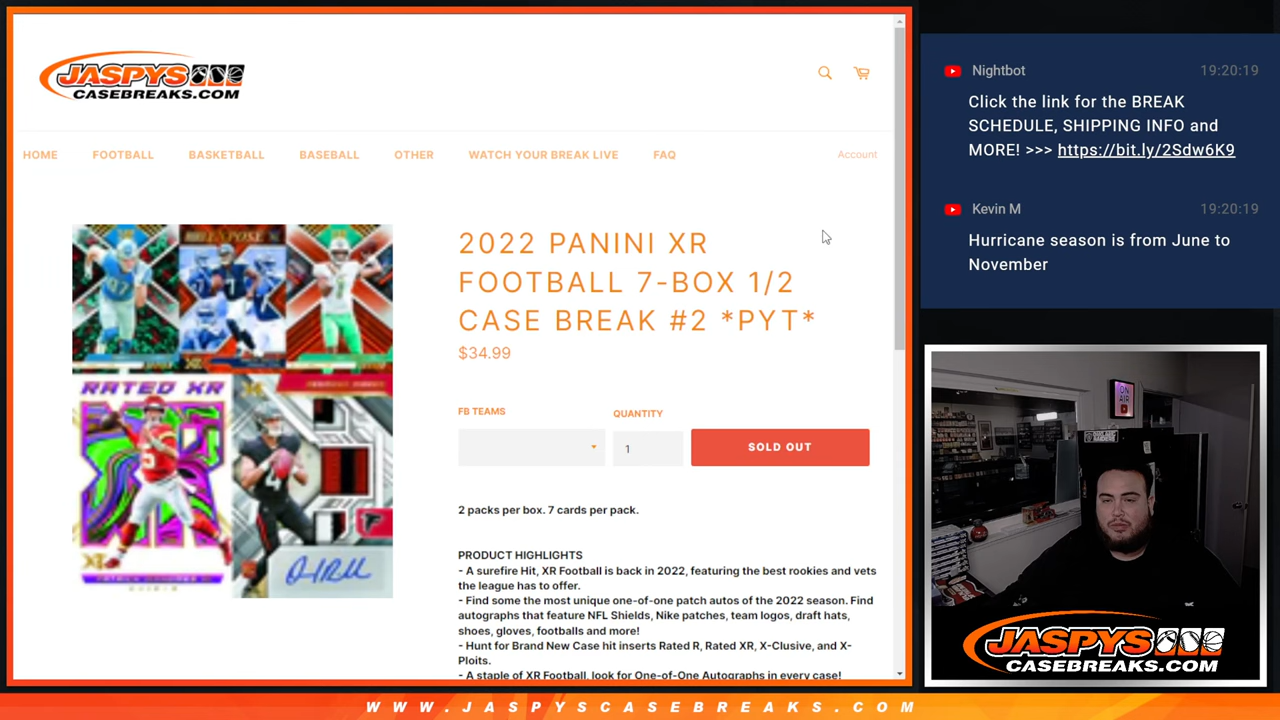 JASPYS
CASEBREAKS.COM
HOME FOOTBALL BASKETBALL BASEBALL OTHER WATCH YOUR BREAK LIVE FAQ Account
2022 PANINI XR
FOOTBALL 7-BOX 1/2
CASE BREAK #2 *PYT*
$34.99
FB TEAMS QUANTITY
1 SOLD OUT
2 packs per box. 7 cards per pack.
PRODUCT HIGHLIGHTS
- A surefire Hit, XR Football is back in 2022, featuring the best rookies and vets
the league has to offer.
- Find some the most unique one-of-one patch autos of the 2022 season. Find
autographs that feature NFL Shields, Nike patches, team logos, draft hats,
shoes, gloves, footballs and more!
- Hunt for Brand New Case hit inserts Rated R, Rated XR, X-Clusive, and X-
Ploits.
- A staple of XR Football, look for One-of-One Autographs in every case!
RATED XR
Nightbot 19:20:19
Click the link for the BREAK
SCHEDULE, SHIPPING INFO and
MORE! >>> https://bit.ly/2Sdw6K9
Kevin M 19:20:19
Hurricane season is from June to
November
ON
AIR
JASPYS
CASEBREAKS.COM
WWW.JASPYSCASEBREAKS.COM